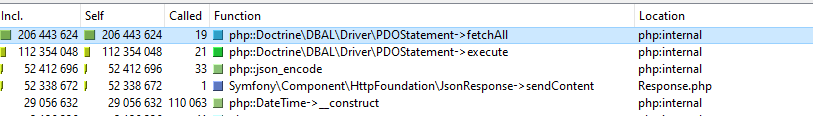 Incl. Self Called Function Location
206 443 624 206 443 624 19 php::Doctrine\DBAL\Driver\PDOStatement->fetchAll php:internal
112 354 048 112 354 048 21 php::Doctrine\DBAL\Driver\PDOStatement->execute php:internal
52 412 696 52 412 696 33 php::json_encode php:internal
52 338 672 52 338 672 1 Symfony\Component\HttpFoundation\JsonResponse->sendContent Response.php
29 056 632 29 056 632 110 063 php::DateTime->__construct php:internal